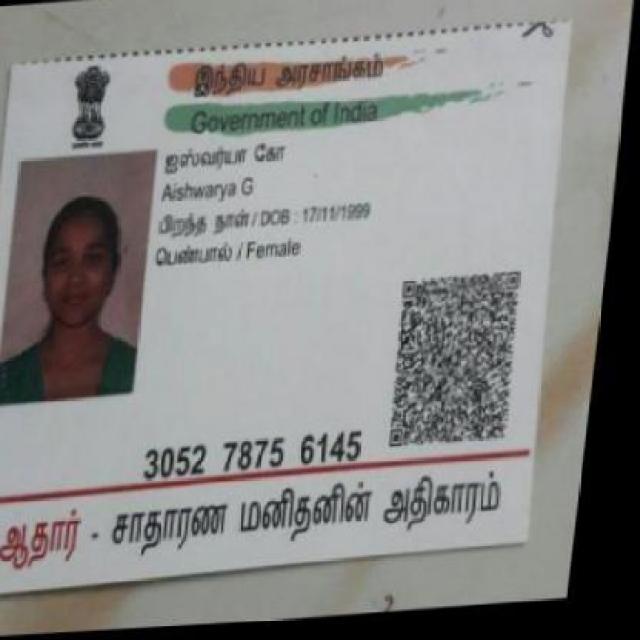 இந்திய அரசாங்கம்
Government of India
ஐஸ்வர்யா கோ
Aishwarya G
பிறந்த நாள் / DOB : 17/11/1999
பெண்பால் / Female
3052 7875 6145
ஆதார் - சாதாரண மனிதனின் அதிகாரம்